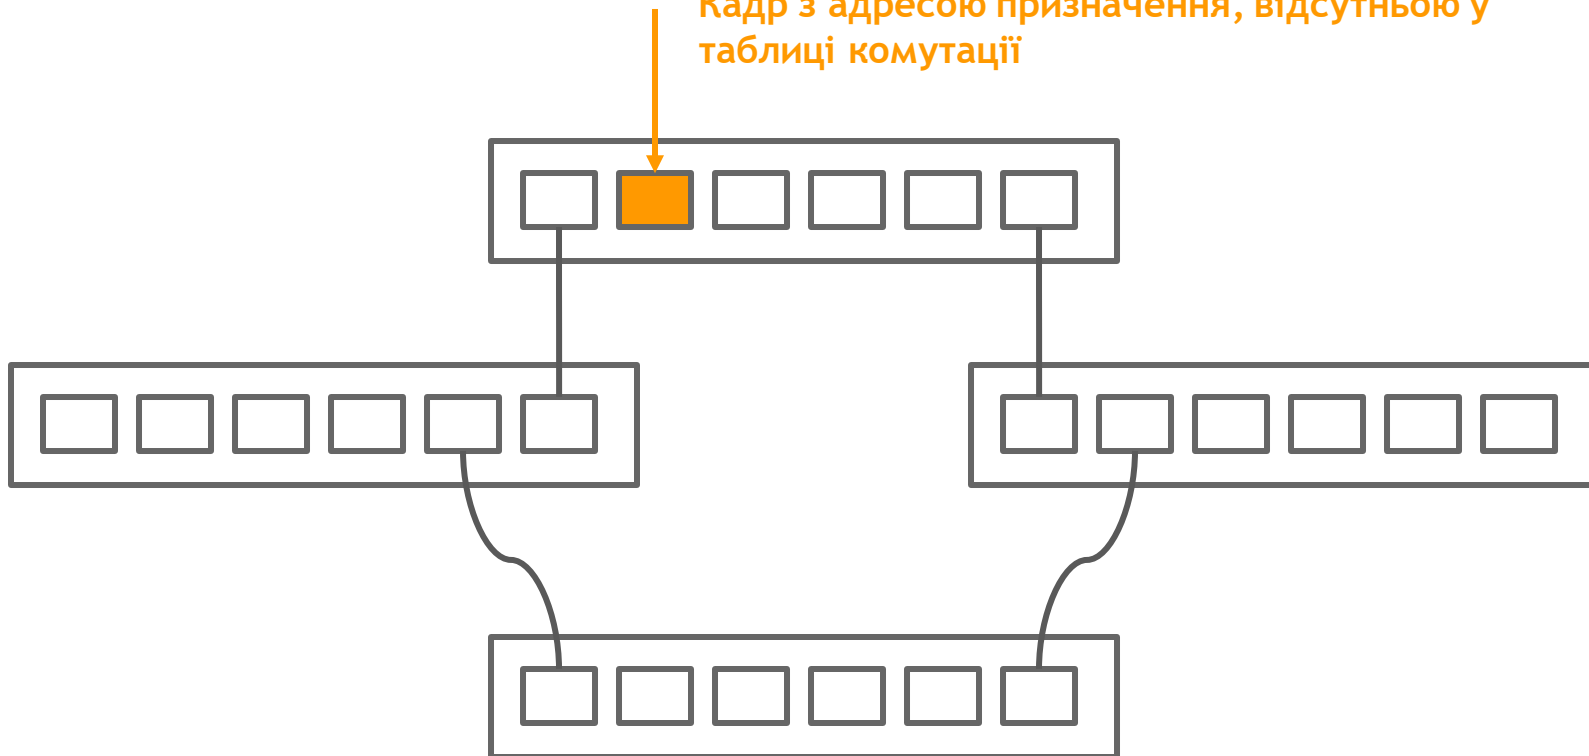 Кадр з адресою призначення, відсутньою у
таблиці комутації